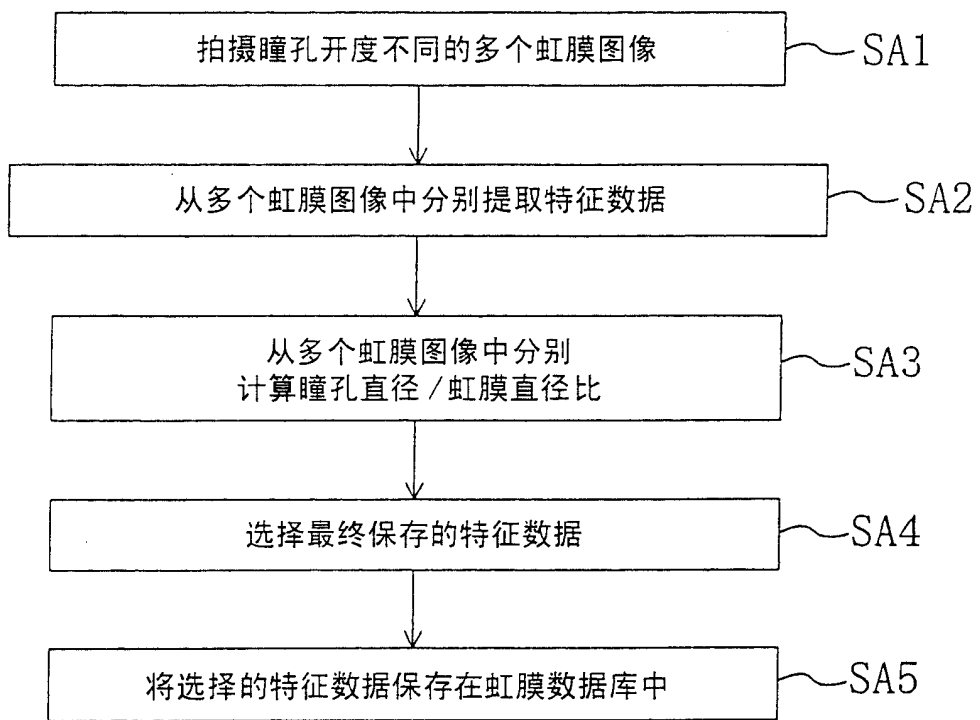 拍摄瞳孔开度不同的多个虹膜图像
SA1
从多个虹膜图像中分别提取特征数据
SA2
从多个虹膜图像中分别
计算瞳孔直径/虹膜直径比
SA3
选择最终保存的特征数据
SA4
将选择的特征数据保存在虹膜数据库中
SA5